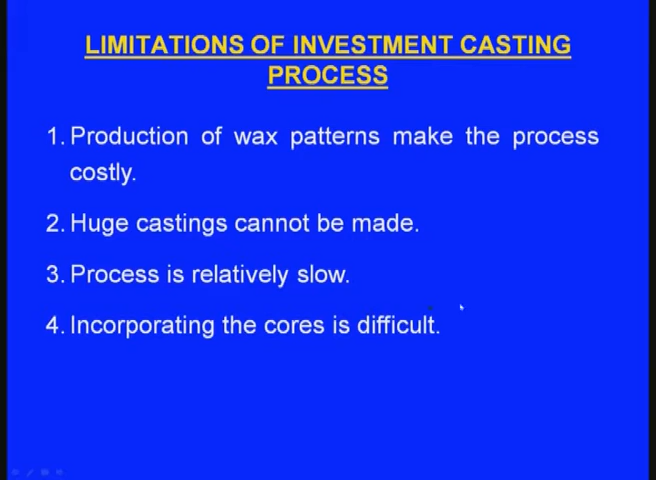 LIMITATIONS OF INVESTMENT CASTING
PROCESS
1. Production of wax patterns make the process
costly.
2. Huge castings cannot be made.
3. Process is relatively slow.
4. Incorporating the cores is difficult.